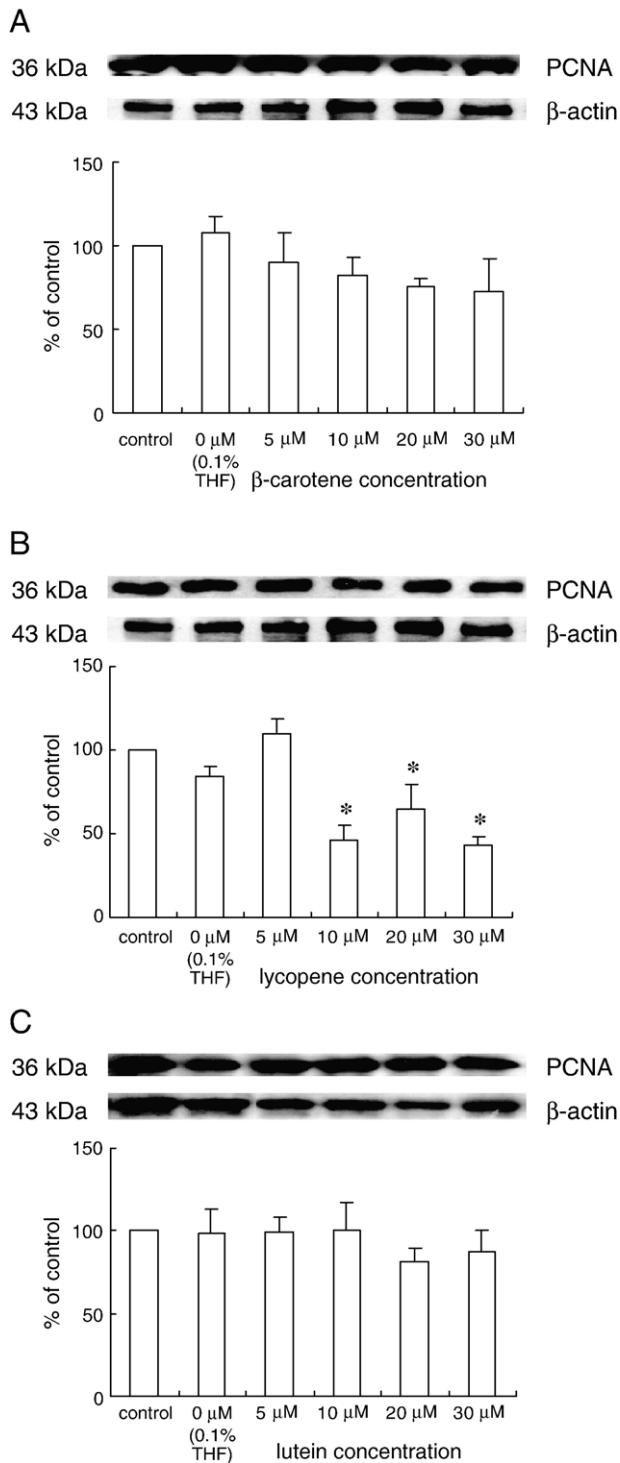 A
36 kDa PCNA
43 kDa β-actin
150
100
50
0
% of control
control 0 μM 5 μM 10 μM 20 μM 30 μM
(0.1%
THF)
β-carotene concentration
B
36 kDa PCNA
43 kDa β-actin
150
100
50
0
% of control
* * *
control 0 μM 5 μM 10 μM 20 μM 30 μM
(0.1%
THF)
lycopene concentration
C
36 kDa PCNA
43 kDa β-actin
150
100
50
0
% of control
control 0 μM 5 μM 10 μM 20 μM 30 μM
(0.1%
THF)
lutein concentration